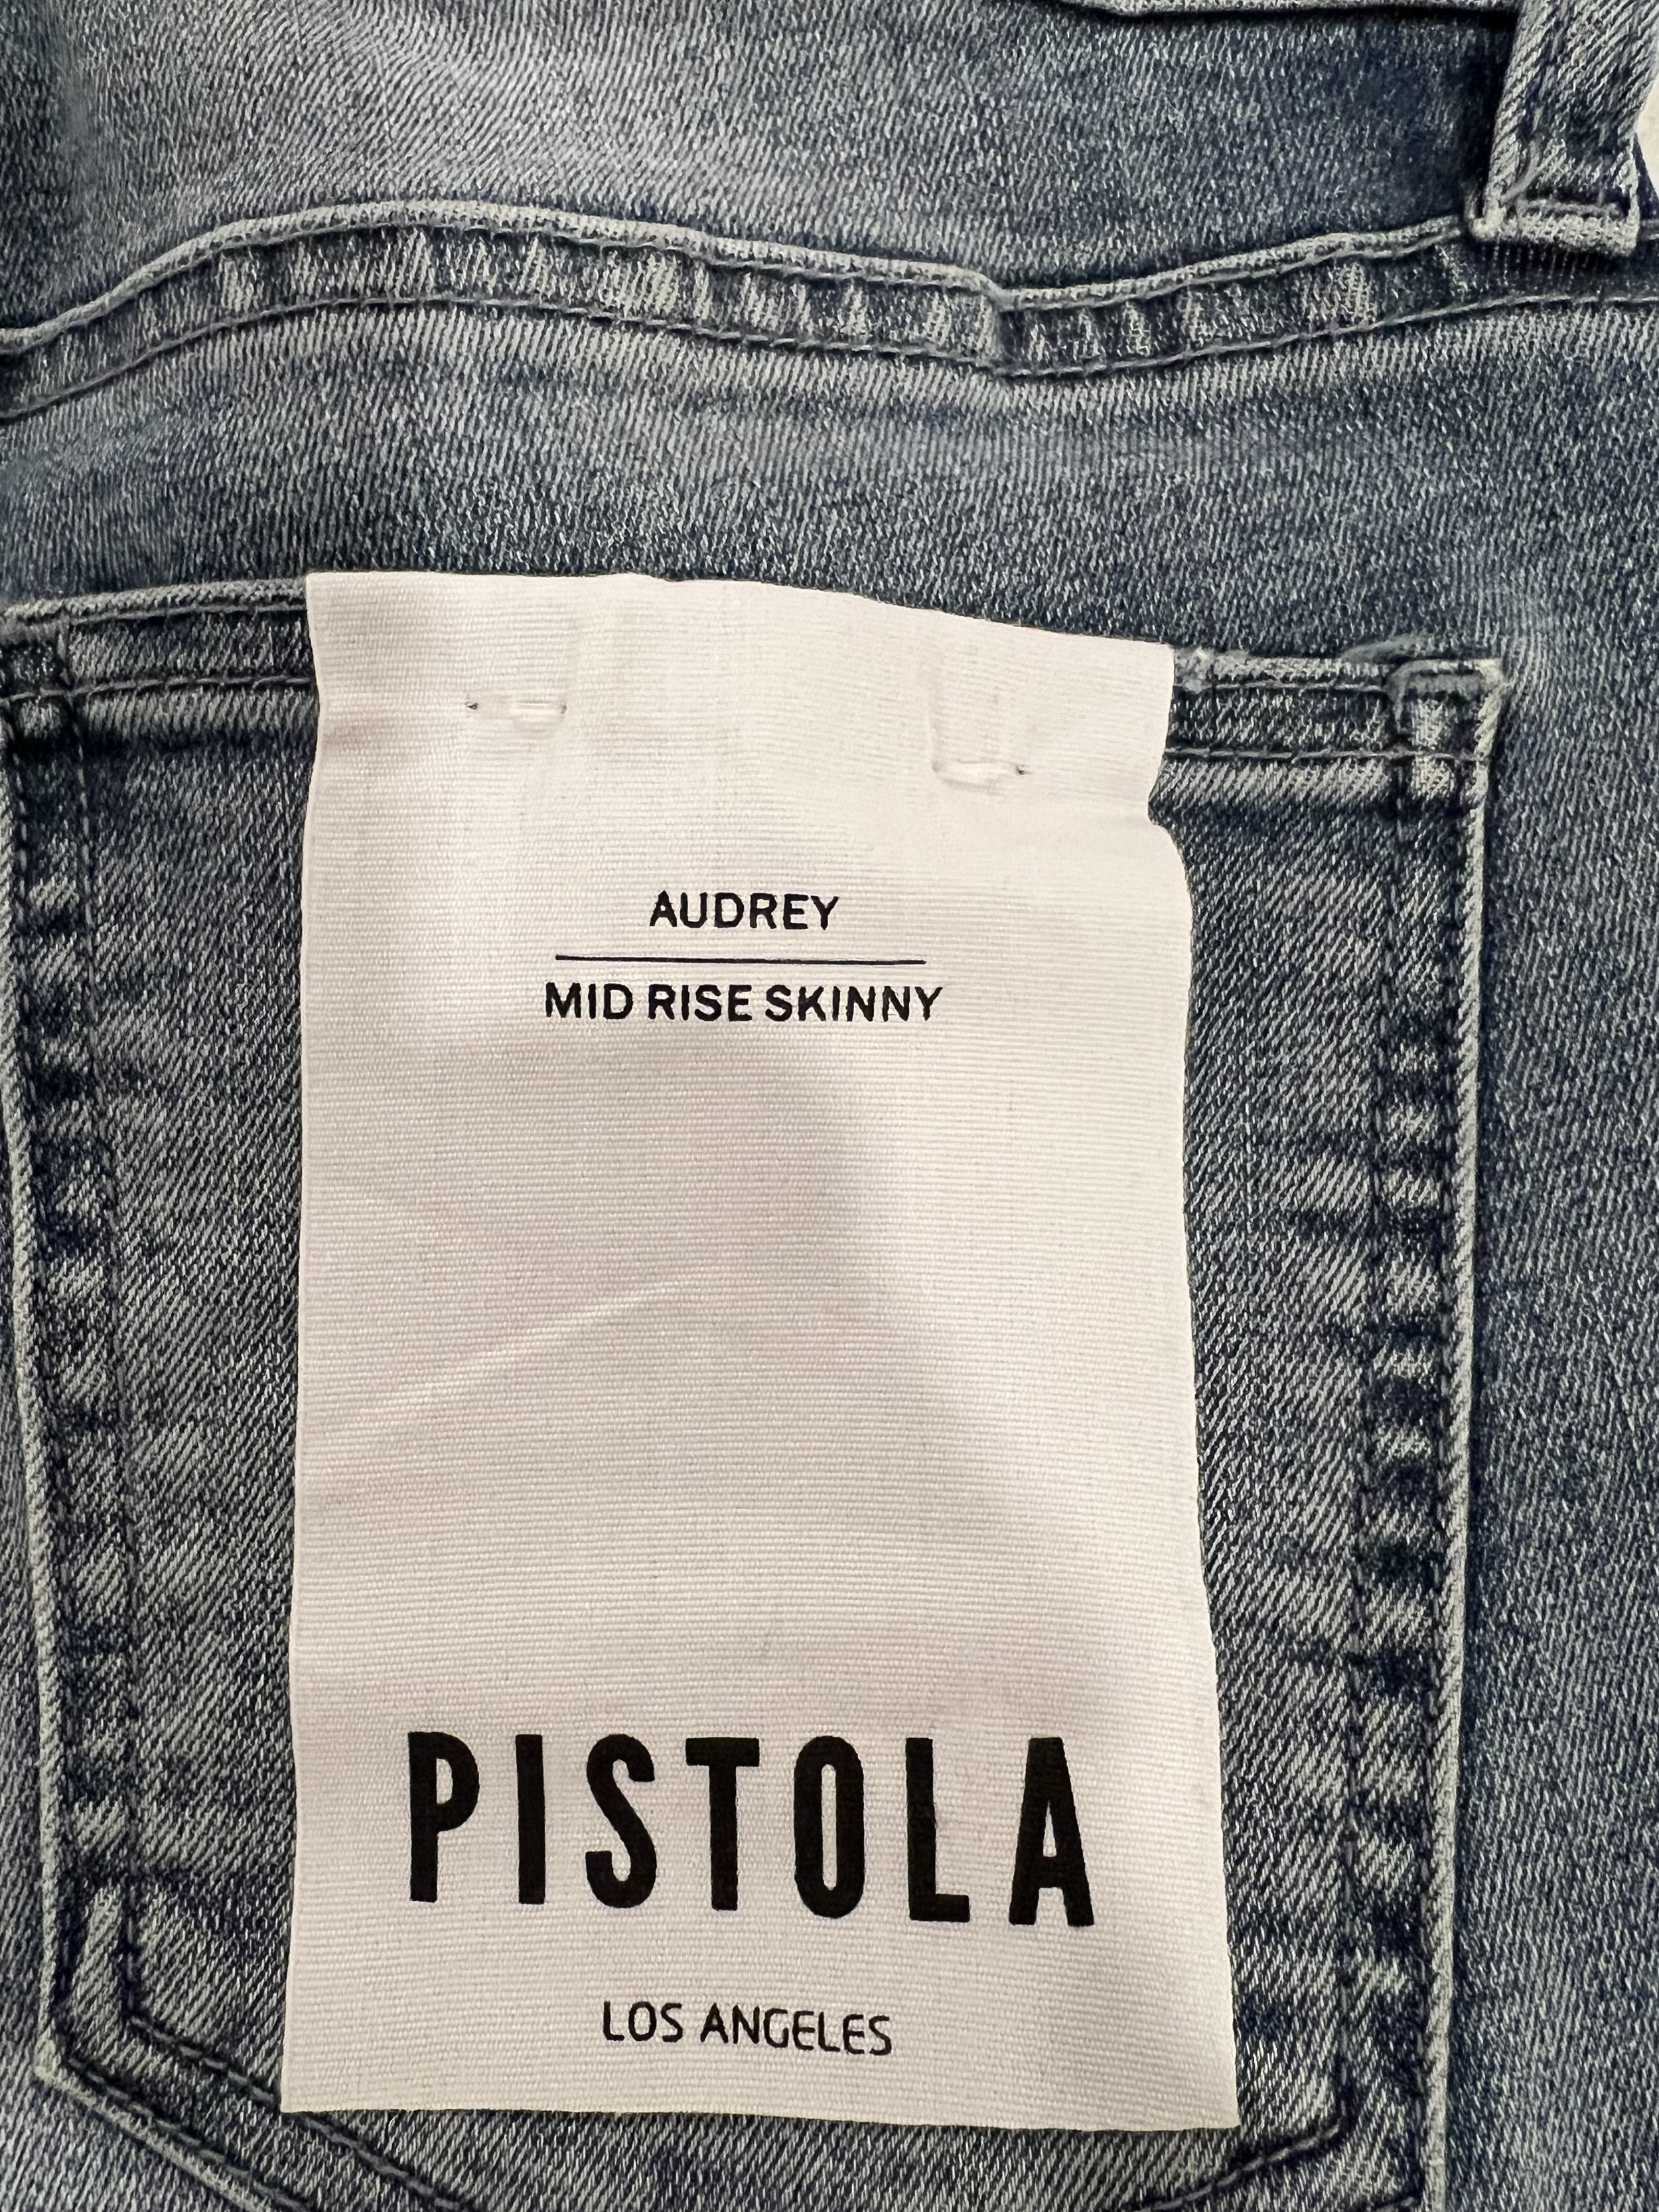 AUDREY
MID RISE SKINNY
PISTOLA
LOS ANGELES